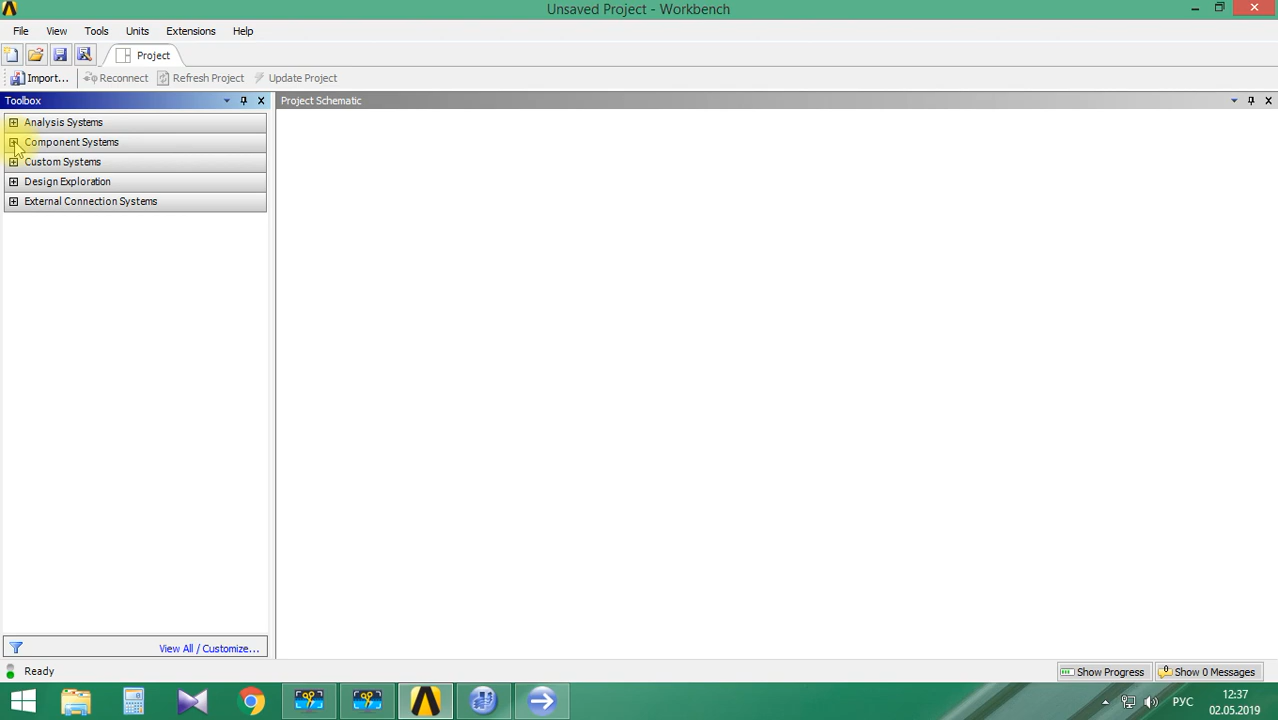 Unsaved Project - Workbench
File View Tools Units Extensions Help
Project
Import... Reconnect Refresh Project Update Project
Toolbox
Project Schematic
Analysis Systems
Component Systems
Custom Systems
Design Exploration
External Connection Systems
View All / Customize...
Ready
Show Progress
Show 0 Messages
РУС
12:37
02.05.2019